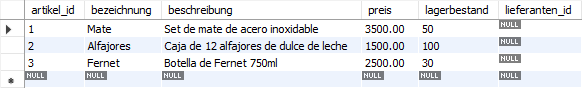 artikel_id bezeichnung beschreibung preis lagerbestand lieferanten_id
1 Mate Set de mate de acero inoxidable 3500.00 50 NULL
2 Alfajores Caja de 12 alfajores de dulce de leche 1500.00 100 NULL
3 Fernet Botella de Fernet 750ml 2500.00 30 NULL
NULL NULL NULL NULL NULL NULL